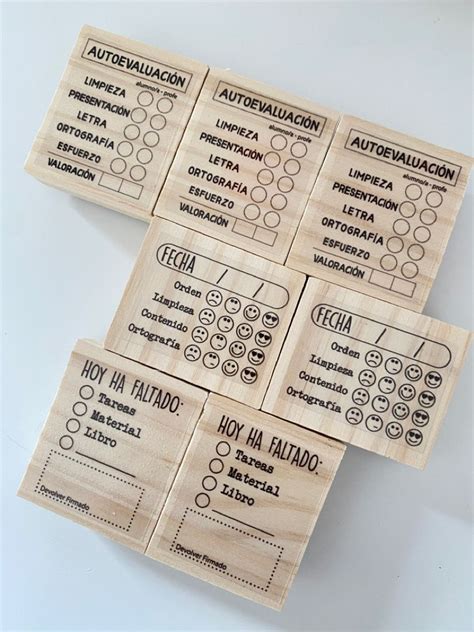 AUTOEVALUACIÓN
alumno/a - profe
LIMPIEZA
PRESENTACIÓN
LETRA
ORTOGRAFÍA
ESFUERZO
VALORACIÓN
AUTOEVALUACIÓN
alumno/a - profe
LIMPIEZA
PRESENTACIÓN
LETRA
ORTOGRAFÍA
ESFUERZO
VALORACIÓN
AUTOEVALUACIÓN
alumno/a - profe
LIMPIEZA
PRESENTACIÓN
LETRA
ORTOGRAFÍA
ESFUERZO
VALORACIÓN
FECHA / /
Orden
Limpieza
Contenido
Ortografía
FECHA / /
Orden
Limpieza
Contenido
Ortografía
HOY HA FALTADO:
Tareas
Material
Libro
Devolver Firmado
HOY HA FALTADO:
Tareas
Material
Libro
Devolver Firmado